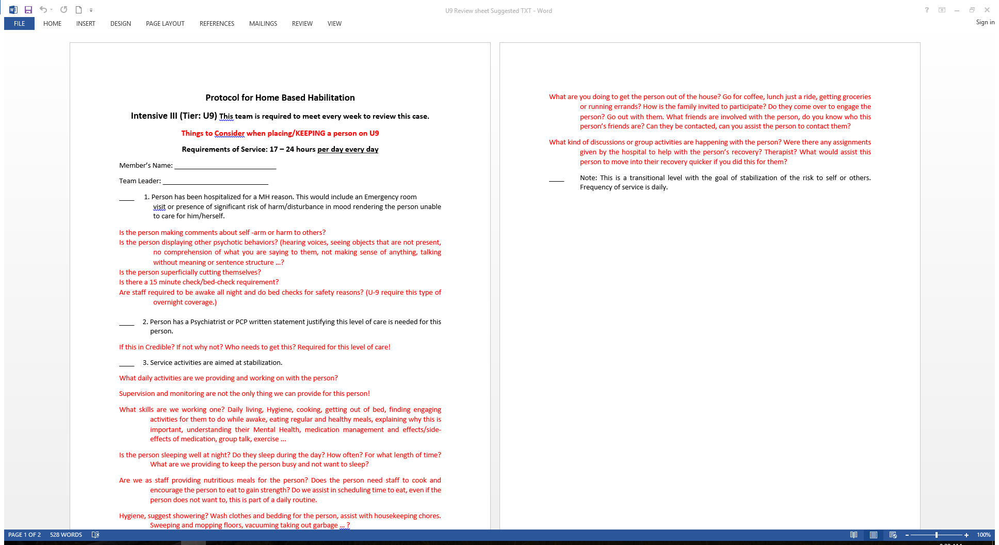 U9 Review sheet Suggested TXT - Word
?
Sign in
FILE HOME INSERT DESIGN PAGE LAYOUT REFERENCES MAILINGS REVIEW VIEW
Protocol for Home Based Habilitation
Intensive III (Tier: U9) This team is required to meet every week to review this case.
Things to Consider when placing/KEEPING a person on U9
Requirements of Service: 17 – 24 hours per day every day
Member’s Name: ____________________________
Team Leader: _____________________________
____ 1. Person has been hospitalized for a MH reason. This would include an Emergency room
visit or presence of significant risk of harm/disturbance in mood rendering the person unable
to care for him/herself.
Is the person making comments about self -arm or harm to others?
Is the person displaying other psychotic behaviors? (hearing voices, seeing objects that are not present,
no comprehension of what you are saying to them, not making sense of anything, talking
without meaning or sentence structure …?
Is the person superficially cutting themselves?
Is there a 15 minute check/bed-check requirement?
Are staff required to be awake all night and do bed checks for safety reasons? (U-9 require this type of
overnight coverage.)
____ 2. Person has a Psychiatrist or PCP written statement justifying this level of care is needed for this
person.
If this in Credible? If not why not? Who needs to get this? Required for this level of care!
____ 3. Service activities are aimed at stabilization.
What daily activities are we providing and working on with the person?
Supervision and monitoring are not the only thing we can provide for this person!
What skills are we working one? Daily living, Hygiene, cooking, getting out of bed, finding engaging
activities for them to do while awake, eating regular and healthy meals, explaining why this is
important, understanding their Mental Health, medication management and effects/side-
effects of medication, group talk, exercise …
Is the person sleeping well at night? Do they sleep during the day? How often? For what length of time?
What are we providing to keep the person busy and not want to sleep?
Are we as staff providing nutritious meals for the person? Does the person need staff to cook and
encourage the person to eat to gain strength? Do we assist in scheduling time to eat, even if the
person does not want to, this is part of a daily routine.
Hygiene, suggest showering? Wash clothes and bedding for the person, assist with housekeeping chores.
Sweeping and mopping floors, vacuuming taking out garbage … ?
What are you doing to get the person out of the house? Go for coffee, lunch just a ride, getting groceries
or running errands? How is the family invited to participate? Do they come over to engage the
person? Go out with them. What friends are involved with the person, do you know who this
person’s friends are? Can they be contacted, can you assist the person to contact them?
What kind of discussions or group activities are happening with the person? Were there any assignments
given by the hospital to help with the person’s recovery? Therapist? What would assist this
person to move into their recovery quicker if you did this for them?
____ Note: This is a transitional level with the goal of stabilization of the risk to self or others.
Frequency of service is daily.
PAGE 1 OF 2 528 WORDS 100%